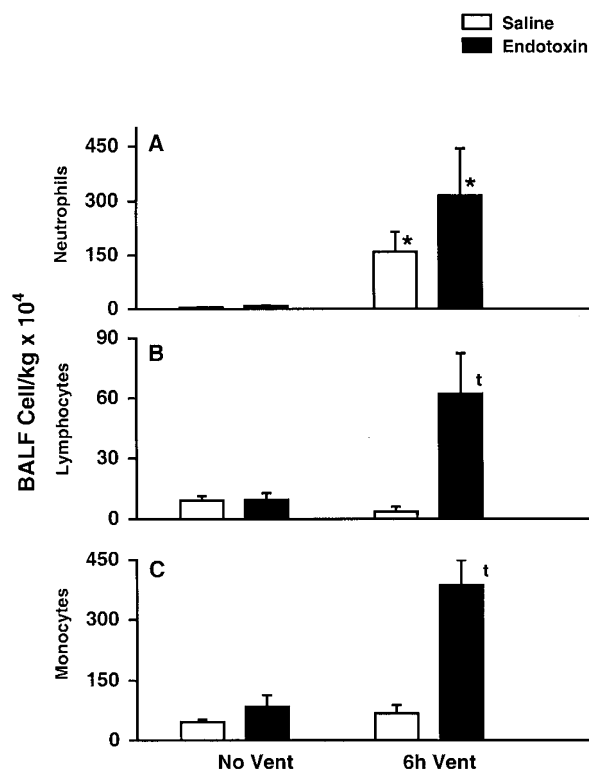 Saline
Endotoxin
BALF Cell/kg x 10⁴
A
Neutrophils
450
300
150
0
*
*
B
Lymphocytes
90
60
30
0
t
C
Monocytes
450
300
150
0
t
No Vent
6h Vent